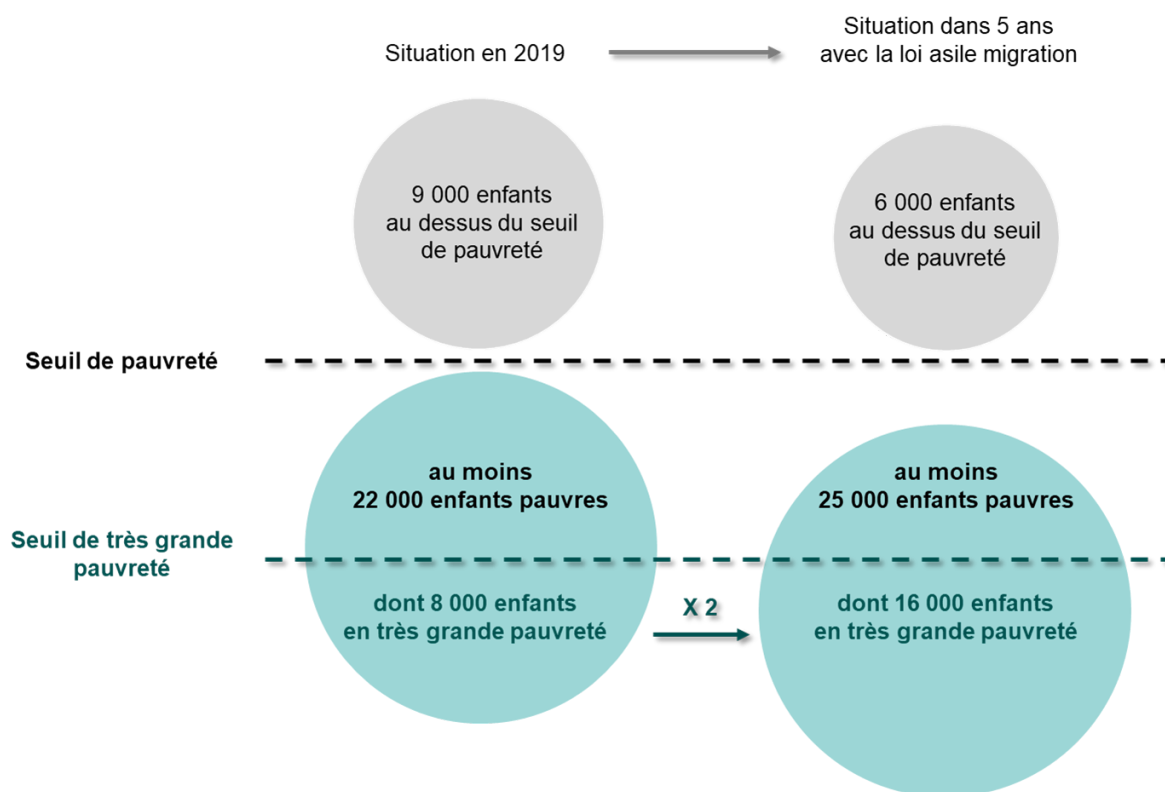 Situation en 2019
Situation dans 5 ans
avec la loi asile migration
9 000 enfants
au dessus du seuil
de pauvreté
6 000 enfants
au dessus du seuil
de pauvreté
Seuil de pauvreté
au moins
22 000 enfants pauvres
au moins
25 000 enfants pauvres
Seuil de très grande
pauvreté
dont 8 000 enfants
en très grande pauvreté
X 2
dont 16 000 enfants
en très grande pauvreté